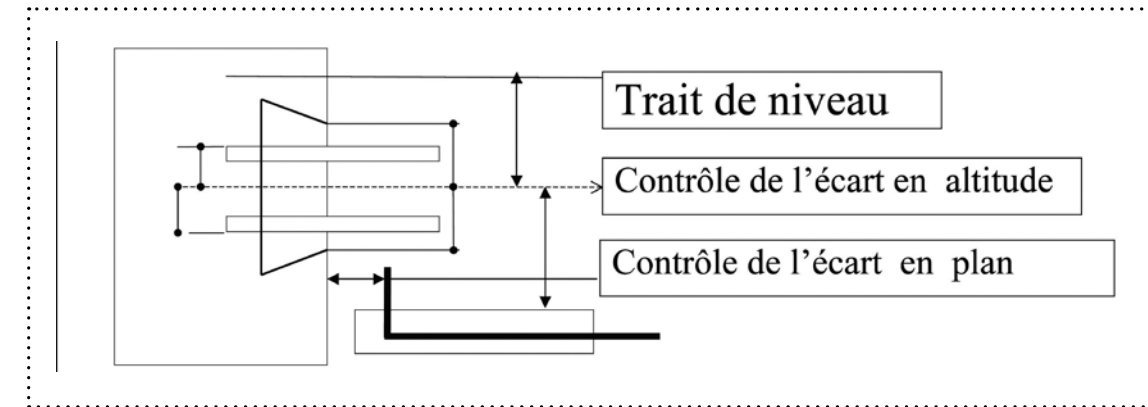 Trait de niveau
Contrôle de l’écart en altitude
Contrôle de l’écart en plan